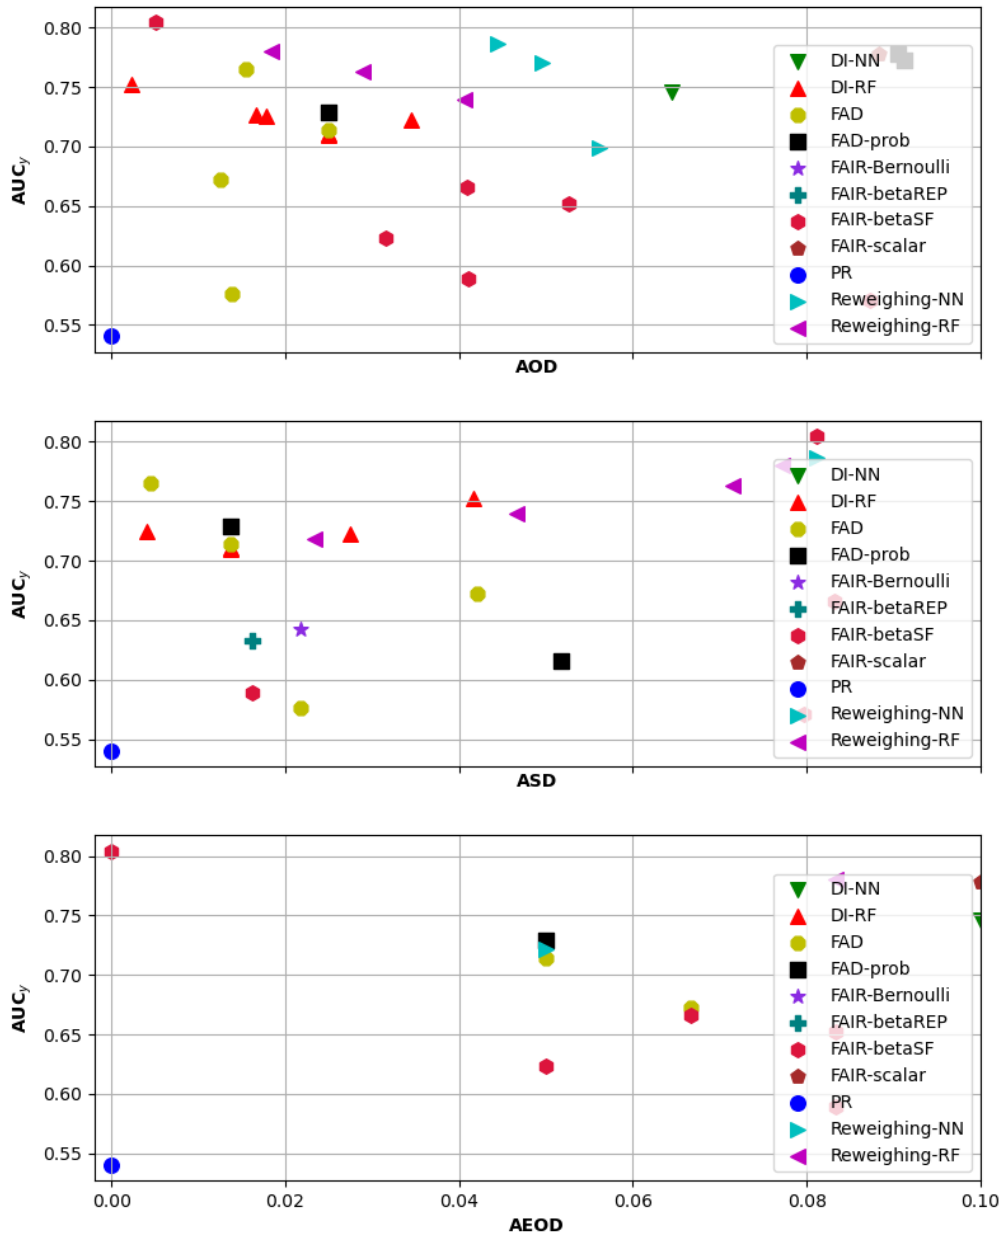 0.80
0.75
0.70
0.65
0.60
0.55
AUCy
DI-NN
DI-RF
FAD
FAD-prob
FAIR-Bernoulli
FAIR-betaREP
FAIR-betaSF
FAIR-scalar
PR
Reweighing-NN
Reweighing-RF
AOD
0.80
0.75
0.70
0.65
0.60
0.55
AUCy
DI-NN
DI-RF
FAD
FAD-prob
FAIR-Bernoulli
FAIR-betaREP
FAIR-betaSF
FAIR-scalar
PR
Reweighing-NN
Reweighing-RF
ASD
0.80
0.75
0.70
0.65
0.60
0.55
AUCy
DI-NN
DI-RF
FAD
FAD-prob
FAIR-Bernoulli
FAIR-betaREP
FAIR-betaSF
FAIR-scalar
PR
Reweighing-NN
Reweighing-RF
0.00 0.02 0.04 0.06 0.08 0.10
AEOD